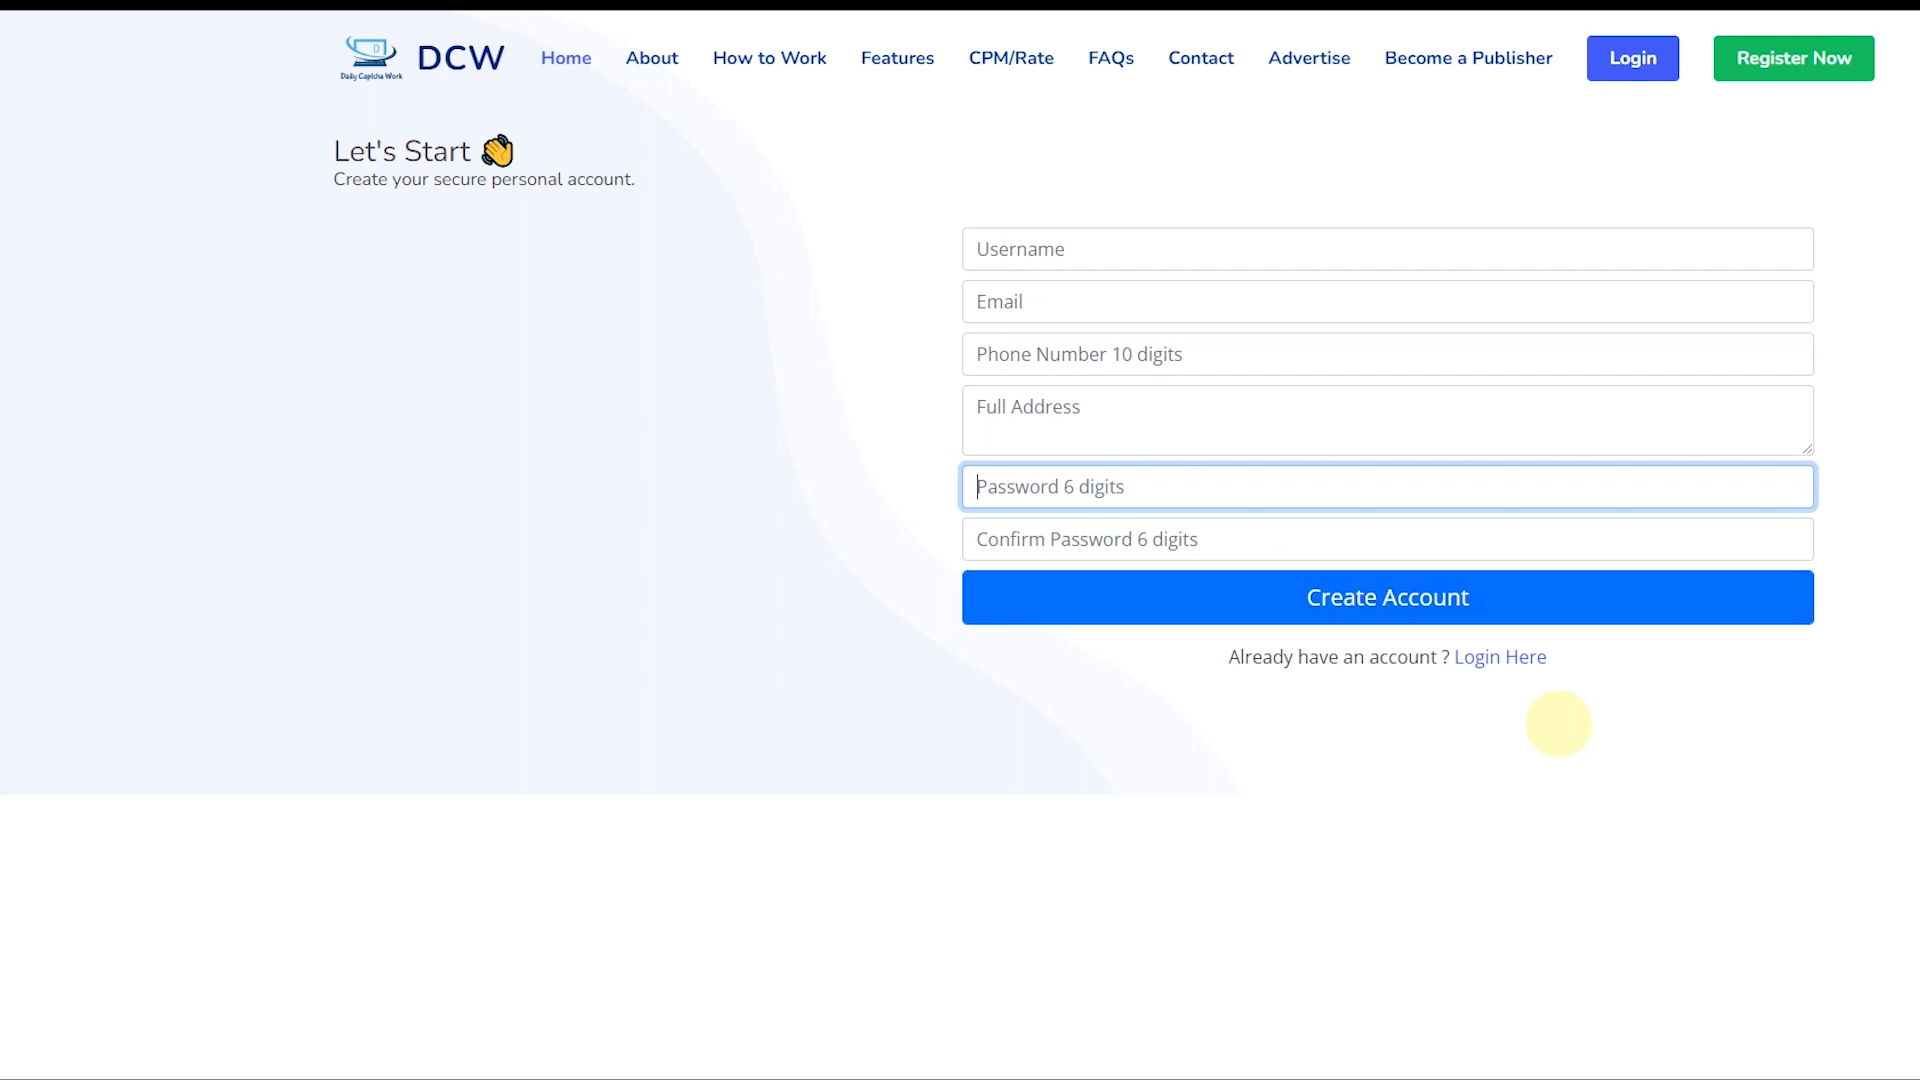 Daily Captcha Work
DCW
Home
About
How to Work
Features
CPM/Rate
FAQs
Contact
Advertise
Become a Publisher
Login
Register Now
Let's Start 👋
Create your secure personal account.
Username
Email
Phone Number 10 digits
Full Address
Password 6 digits
Confirm Password 6 digits
Create Account
Already have an account ? Login Here